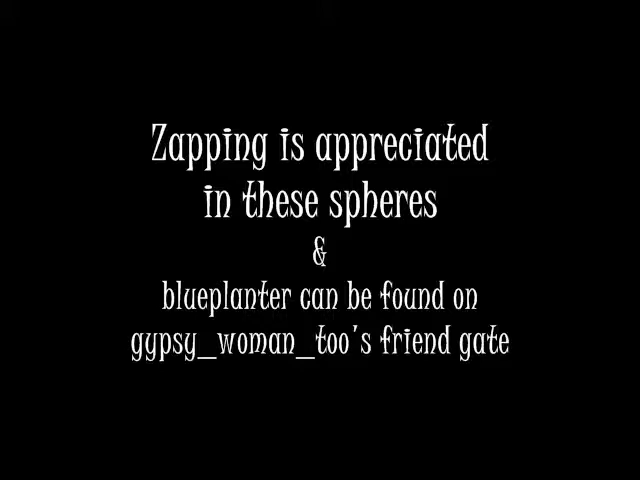 Zapping is appreciated
in these spheres
&
blueplanter can be found on
gypsy_woman_too's friend gate